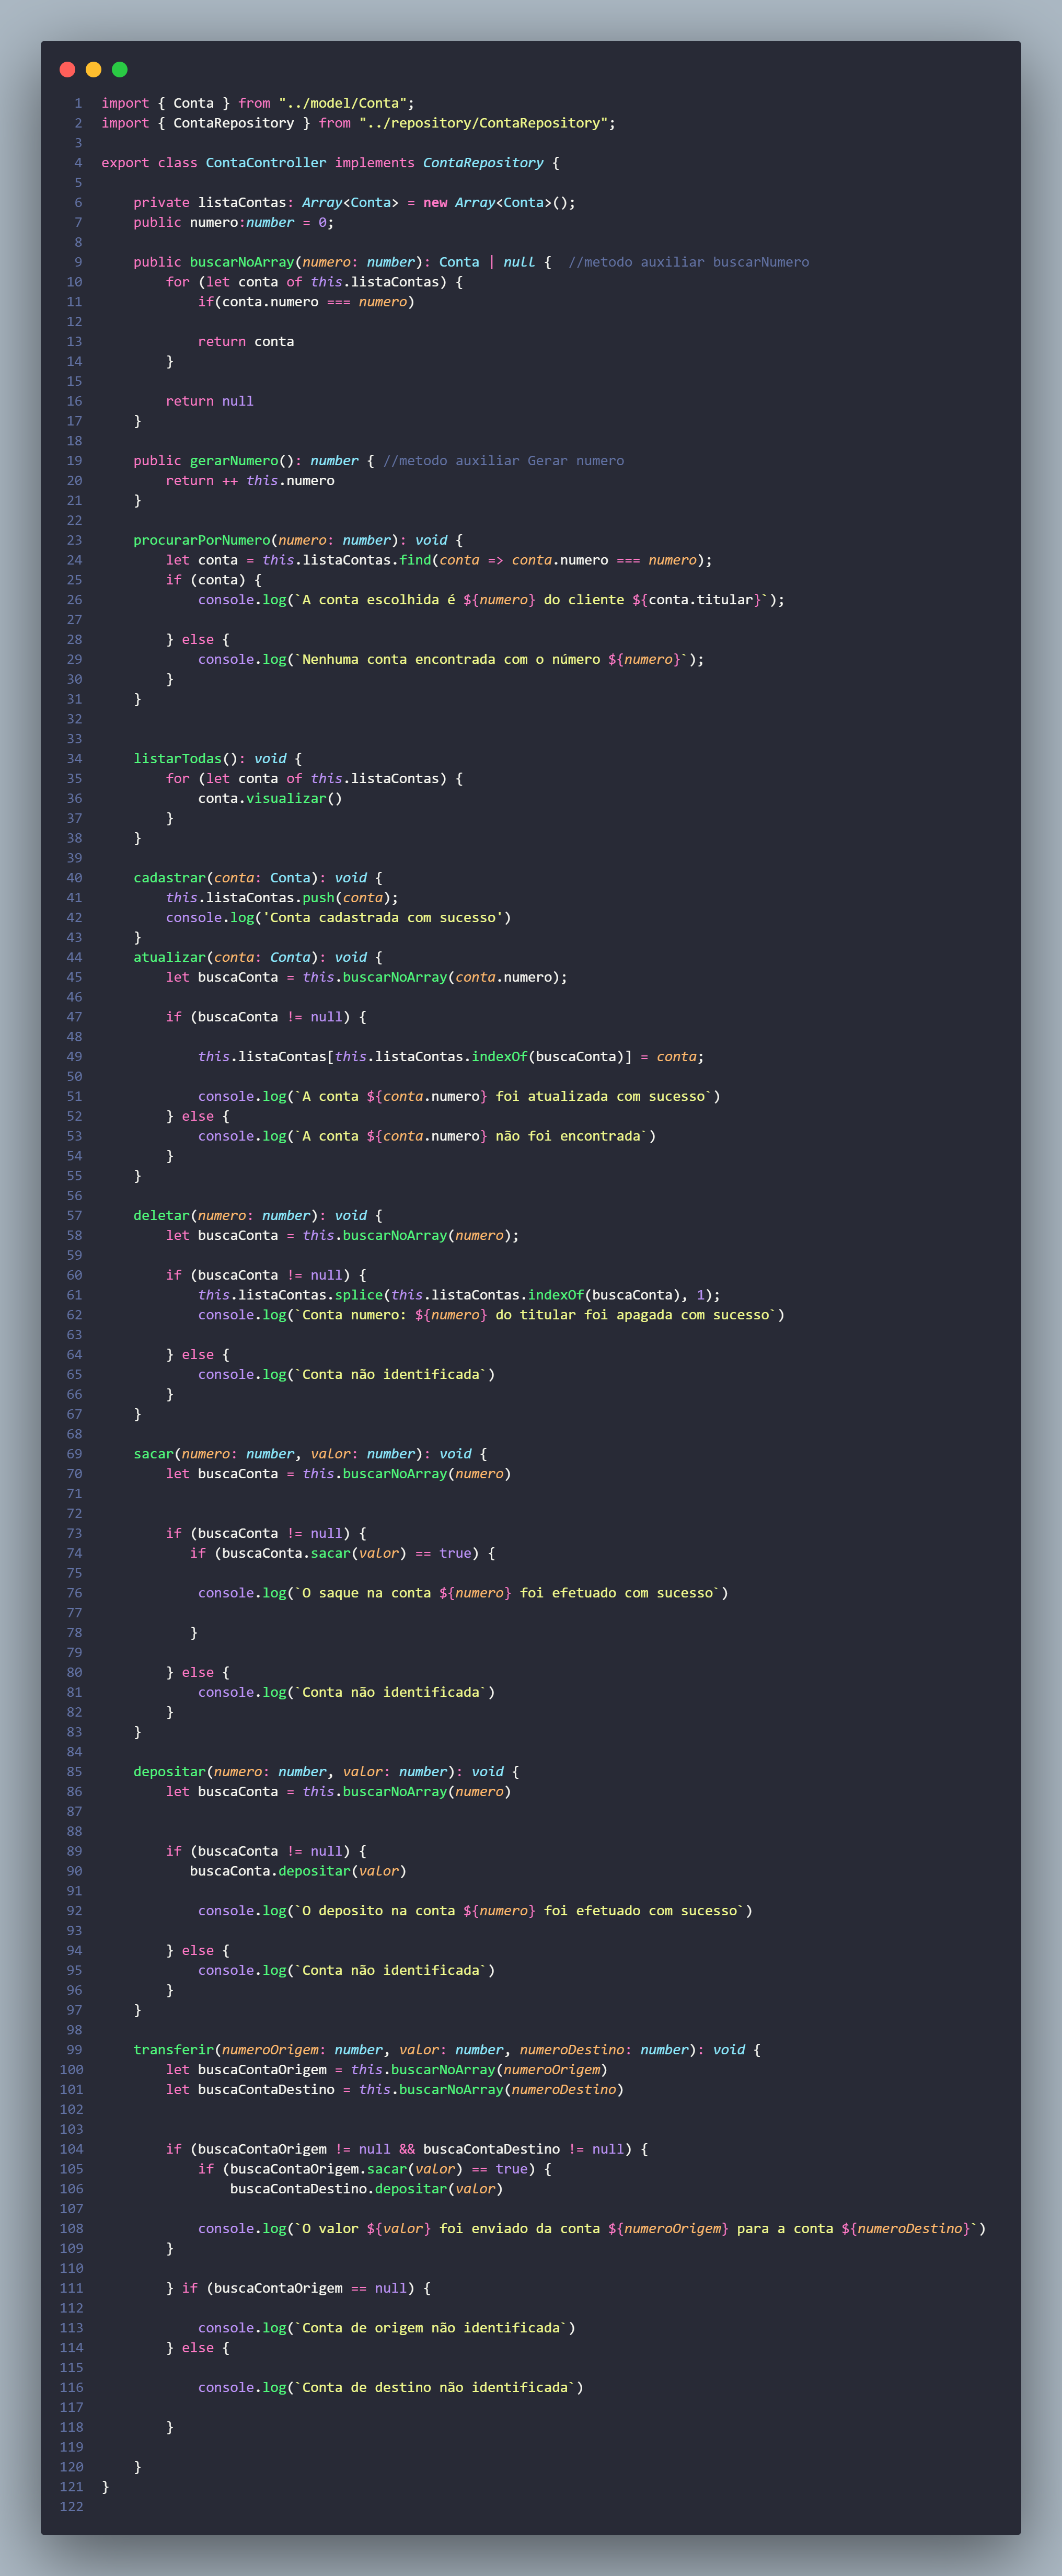 1 import { Conta } from "../model/Conta";
2 import { ContaRepository } from "../repository/ContaRepository";
3
4 export class ContaController implements ContaRepository {
5
6     private listaContas: Array<Conta> = new Array<Conta>();
7     public numero:number = 0;
8
9     public buscarNoArray(numero: number): Conta | null {  //metodo auxiliar buscarNumero
10         for (let conta of this.listaContas) {
11             if(conta.numero === numero)
12
13             return conta
14         }
15
16         return null
17     }
18
19     public gerarNumero(): number { //metodo auxiliar Gerar numero
20         return ++ this.numero
21     }
22
23     procurarPorNumero(numero: number): void {
24         let conta = this.listaContas.find(conta => conta.numero === numero);
25         if (conta) {
26             console.log(`A conta escolhida é ${numero} do cliente ${conta.titular}`);
27
28         } else {
29             console.log(`Nenhuma conta encontrada com o número ${numero}`);
30         }
31     }
32
33
34     listarTodas(): void {
35         for (let conta of this.listaContas) {
36             conta.visualizar()
37         }
38     }
39
40     cadastrar(conta: Conta): void {
41         this.listaContas.push(conta);
42         console.log('Conta cadastrada com sucesso')
43     }
44     atualizar(conta: Conta): void {
45         let buscaConta = this.buscarNoArray(conta.numero);
46
47         if (buscaConta != null) {
48
49             this.listaContas[this.listaContas.indexOf(buscaConta)] = conta;
50
51             console.log(`A conta ${conta.numero} foi atualizada com sucesso`)
52         } else {
53             console.log(`A conta ${conta.numero} não foi encontrada`)
54         }
55     }
56
57     deletar(numero: number): void {
58         let buscaConta = this.buscarNoArray(numero);
59
60         if (buscaConta != null) {
61             this.listaContas.splice(this.listaContas.indexOf(buscaConta), 1);
62             console.log(`Conta numero: ${numero} do titular foi apagada com sucesso`)
63
64         } else {
65             console.log(`Conta não identificada`)
66         }
67     }
68
69     sacar(numero: number, valor: number): void {
70         let buscaConta = this.buscarNoArray(numero)
71
72
73         if (buscaConta != null) {
74            if (buscaConta.sacar(valor) == true) {
75
76             console.log(`O saque na conta ${numero} foi efetuado com sucesso`)
77
78            }
79
80         } else {
81             console.log(`Conta não identificada`)
82         }
83     }
84
85     depositar(numero: number, valor: number): void {
86         let buscaConta = this.buscarNoArray(numero)
87
88
89         if (buscaConta != null) {
90            buscaConta.depositar(valor)
91
92             console.log(`O deposito na conta ${numero} foi efetuado com sucesso`)
93
94         } else {
95             console.log(`Conta não identificada`)
96         }
97     }
98
99     transferir(numeroOrigem: number, valor: number, numeroDestino: number): void {
100         let buscaContaOrigem = this.buscarNoArray(numeroOrigem)
101         let buscaContaDestino = this.buscarNoArray(numeroDestino)
102
103
104         if (buscaContaOrigem != null && buscaContaDestino != null) {
105             if (buscaContaOrigem.sacar(valor) == true) {
106                 buscaContaDestino.depositar(valor)
107
108             console.log(`O valor ${valor} foi enviado da conta ${numeroOrigem} para a conta ${numeroDestino}`)
109         }
110
111         } if (buscaContaOrigem == null) {
112
113             console.log(`Conta de origem não identificada`)
114         } else {
115
116             console.log(`Conta de destino não identificada`)
117
118         }
119
120     }
121 }
122